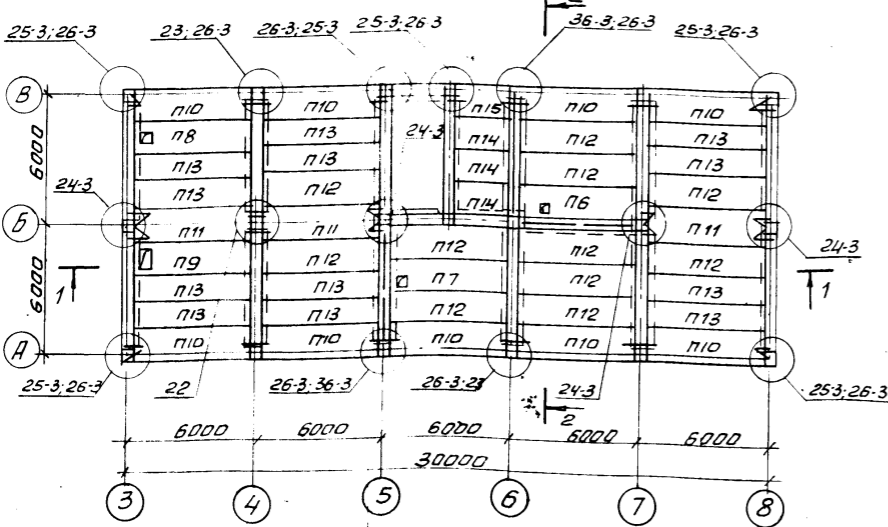 2
25-3; 26-3 23; 26-3 26-3; 25-3 25-3; 26-3 36-3; 26-3 25-3; 26-3
В П10 П10 П15 П10 П10
П8 П13 24-3 П14 П12 П13
П13 П13 П14 П12 П13
24-3 П13 П12 П14 П6 П12
6000
Б П11 П11 П12 П12 П11 24-3
П9 П12 П7 П12 П12
6000
1 П13 П13 П12 П12 П13 1
П13 П13 П13
А П10 П10 П10 П10 П10
25-3; 26-3 22 26-3; 36-3 26-3; 23 24-3 25-3; 26-3
2
6000 6000 6000 6000 6000
30000
3 4 5 6 7 8